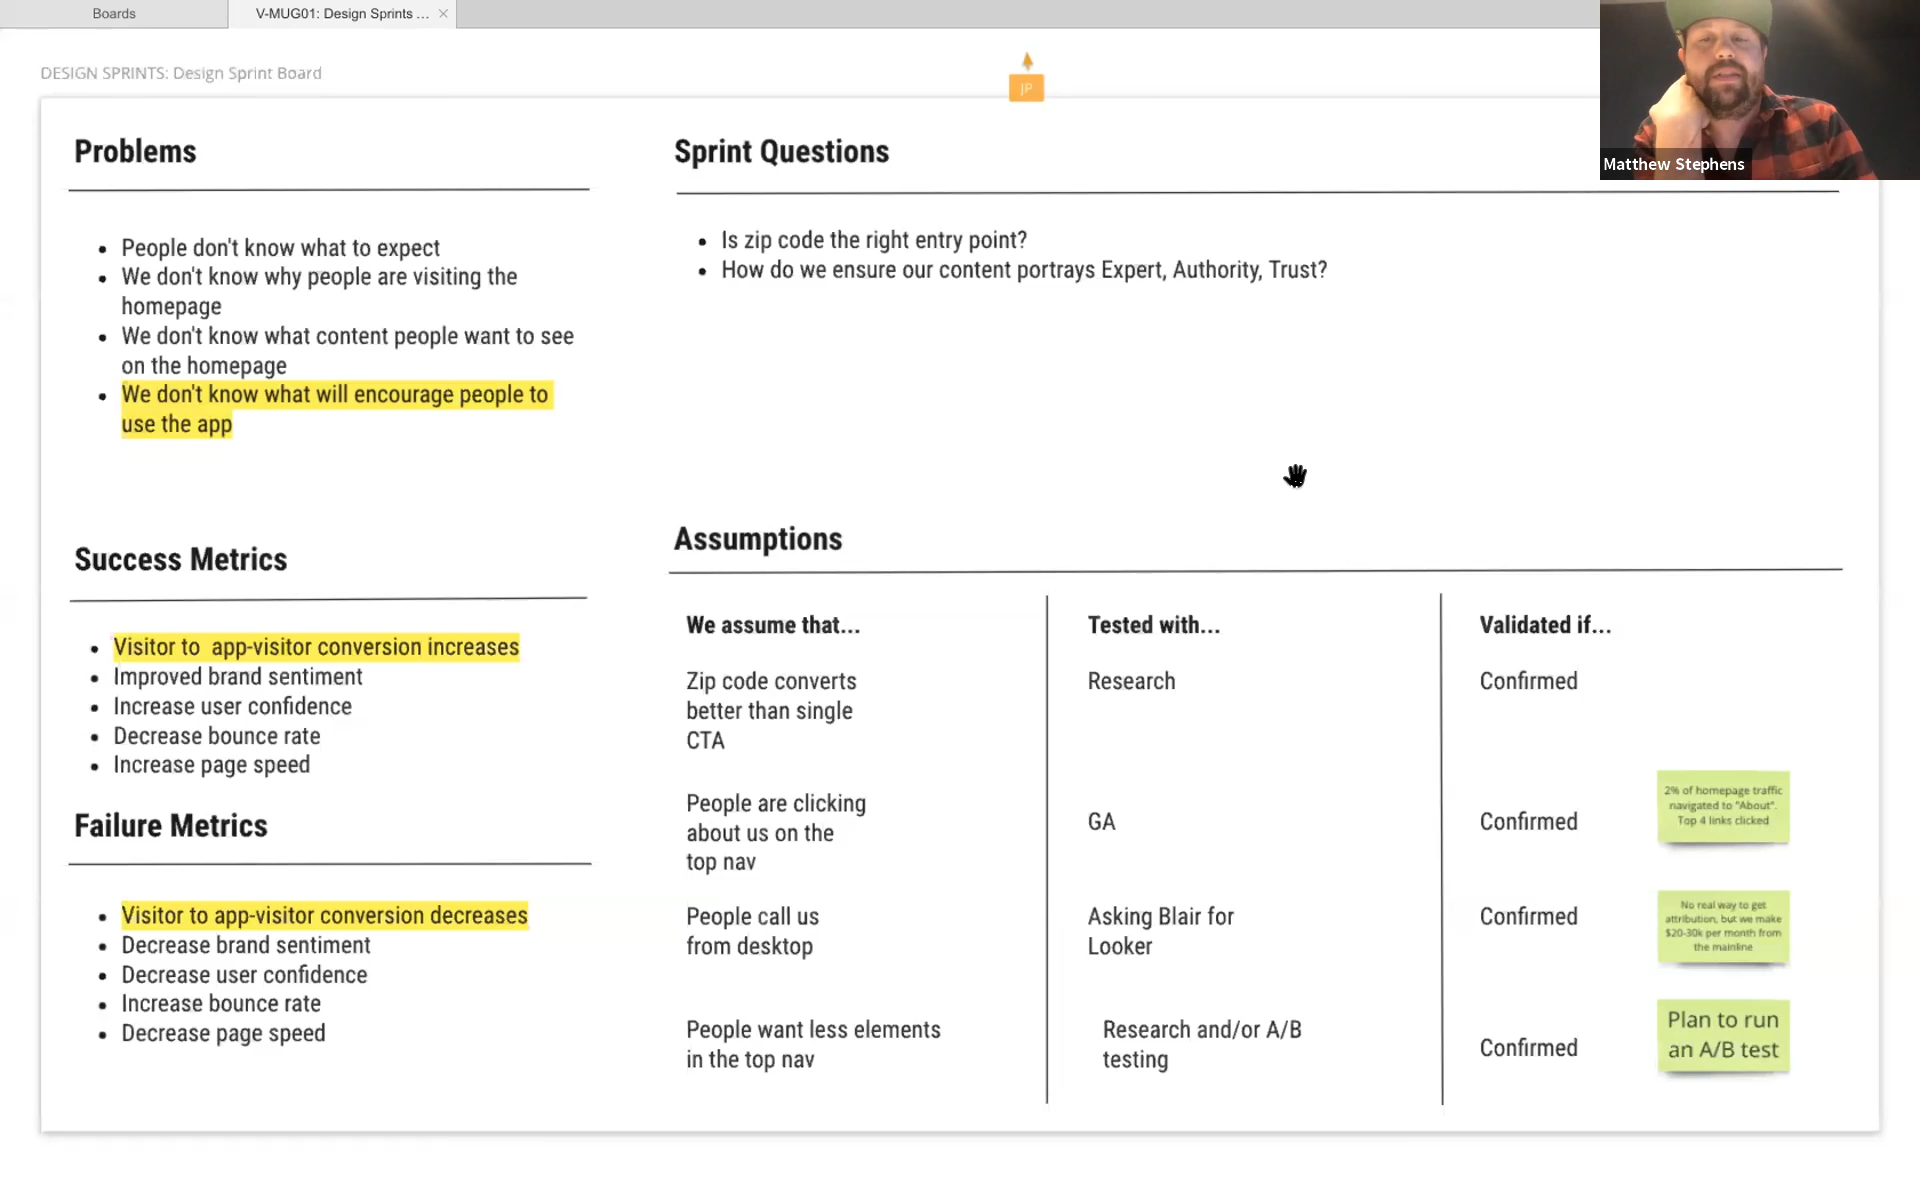 Boards
V-MUG01: Design Sprints ...
DESIGN SPRINTS: Design Sprint Board
JP
Matthew Stephens
Problems
People don't know what to expect
We don't know why people are visiting the
homepage
We don't know what content people want to see
on the homepage
We don't know what will encourage people to
use the app
Sprint Questions
Is zip code the right entry point?
How do we ensure our content portrays Expert, Authority, Trust?
Success Metrics
Visitor to app-visitor conversion increases
Improved brand sentiment
Increase user confidence
Decrease bounce rate
Increase page speed
Failure Metrics
Visitor to app-visitor conversion decreases
Decrease brand sentiment
Decrease user confidence
Increase bounce rate
Decrease page speed
Assumptions
We assume that...
Tested with...
Validated if...
Zip code converts
better than single
CTA
Research
Confirmed
People are clicking
about us on the
top nav
GA
Confirmed
2% of homepage traffic
navigated to "About".
Top 4 links clicked
People call us
from desktop
Asking Blair for
Looker
Confirmed
No real way to get
attribution, but we make
$20-30k per month from
the mainline
People want less elements
in the top nav
Research and/or A/B
testing
Confirmed
Plan to run
an A/B test